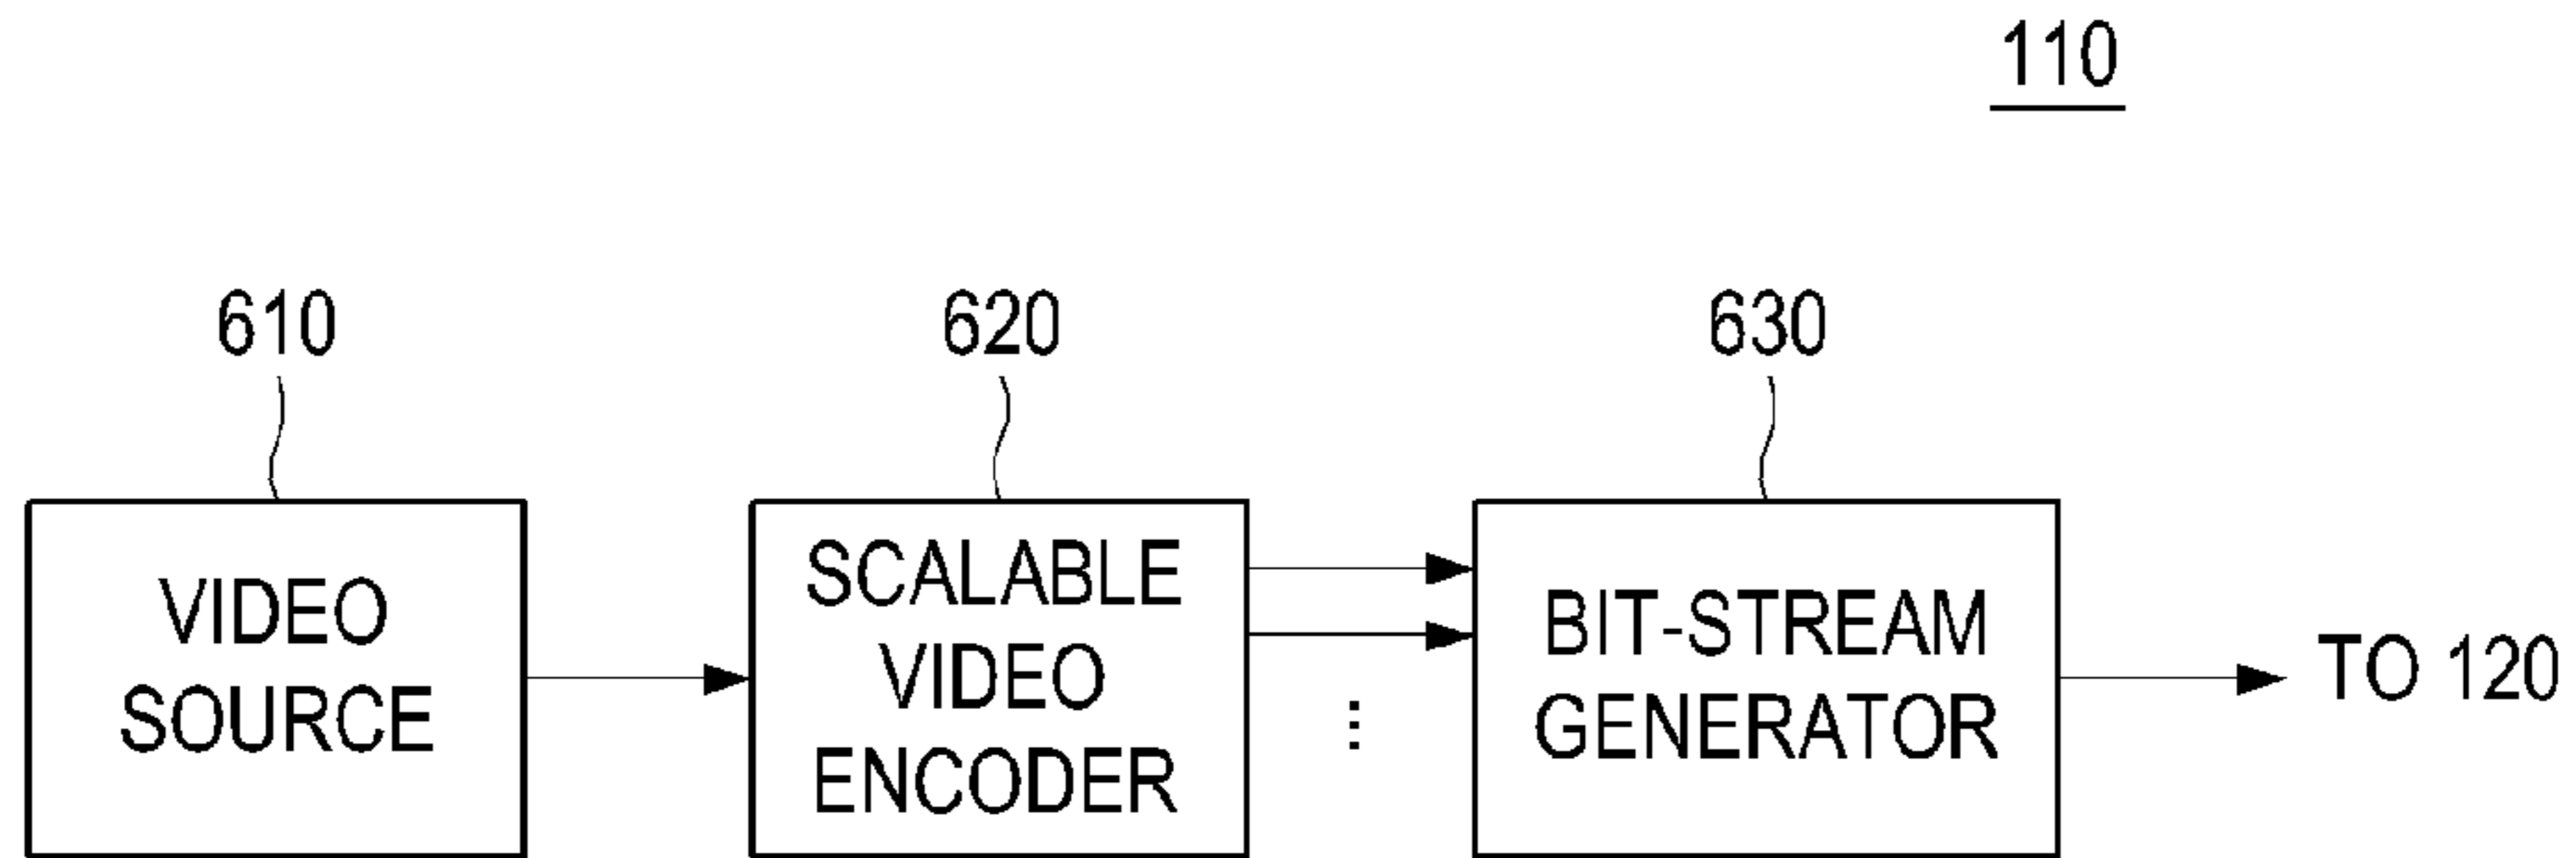 110
610
620
630
VIDEO
SOURCE
SCALABLE
VIDEO
ENCODER
BIT-STREAM
GENERATOR
TO 120